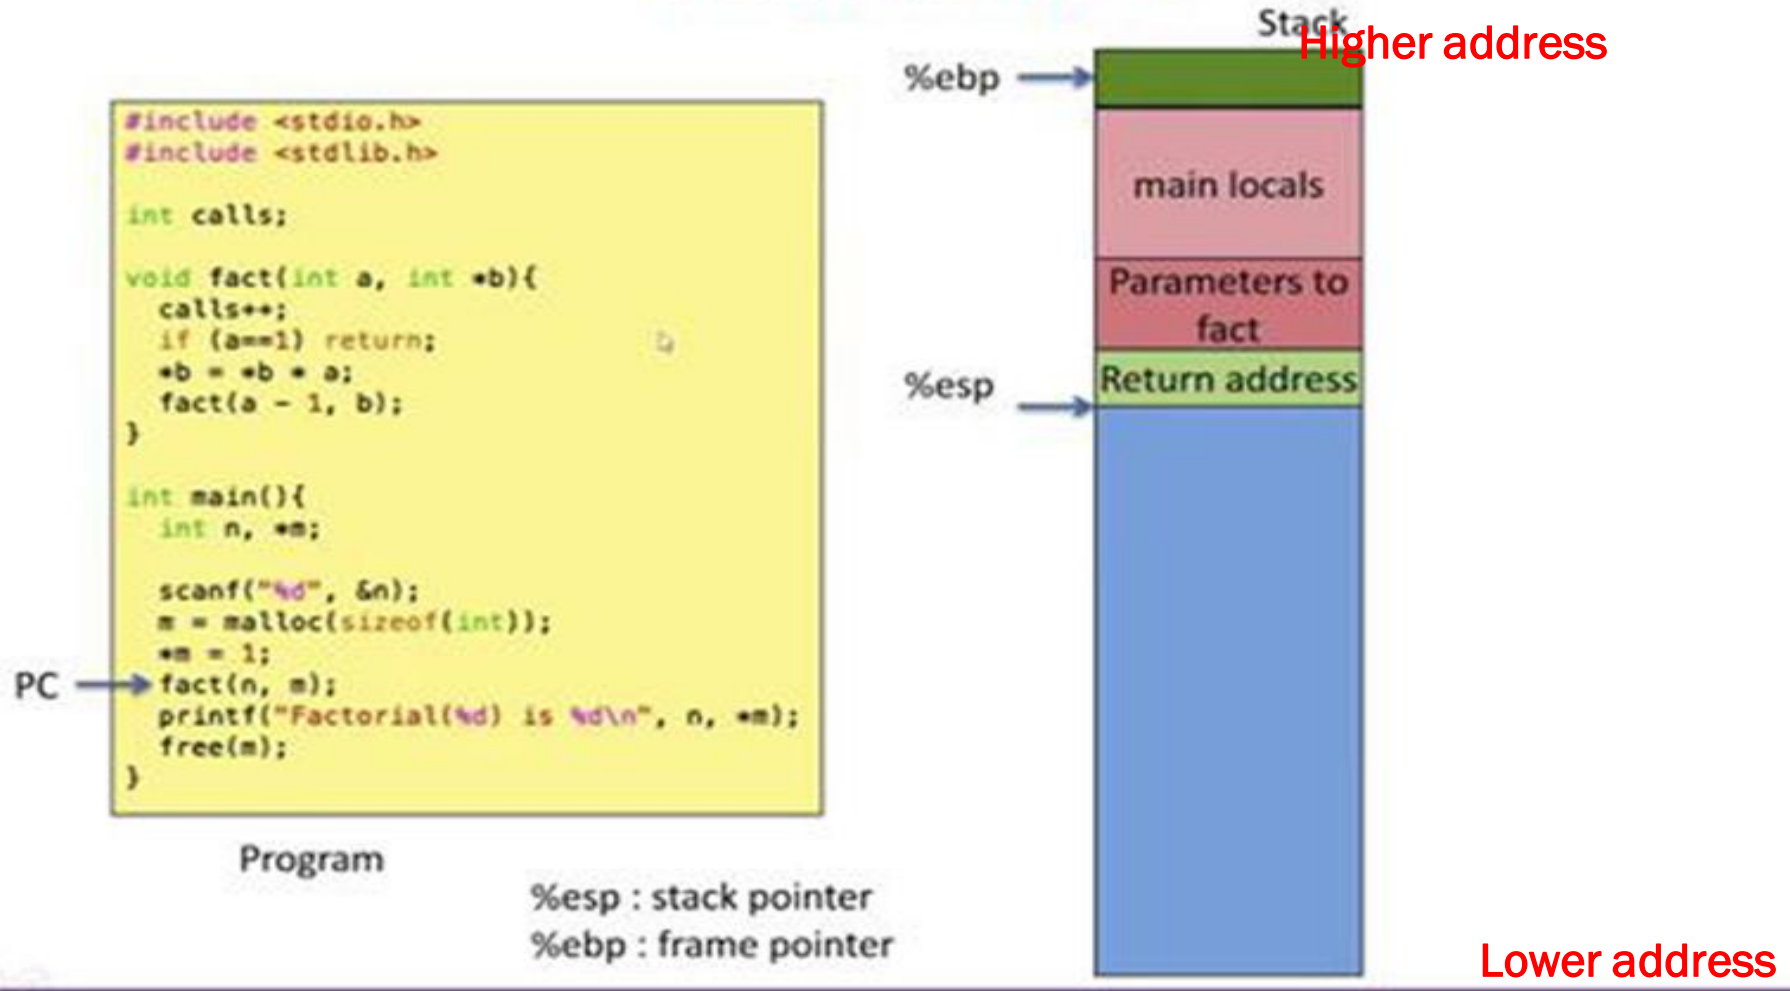 Stack
Higher address
%ebp
#include <stdio.h>
#include <stdlib.h>
main locals
int calls;
void fact(int a, int *b){
Parameters to
calls++;
fact
if (a==1) return;
*b = *b * a;
%esp
Return address
fact(a - 1, b);
}
int main(){
int n, *m;
scanf("%d", &n);
m = malloc(sizeof(int));
*m = 1;
PC
fact(n, m);
printf("Factorial(%d) is %d\n", n, *m);
free(m);
}
Program
%esp : stack pointer
%ebp : frame pointer
Lower address